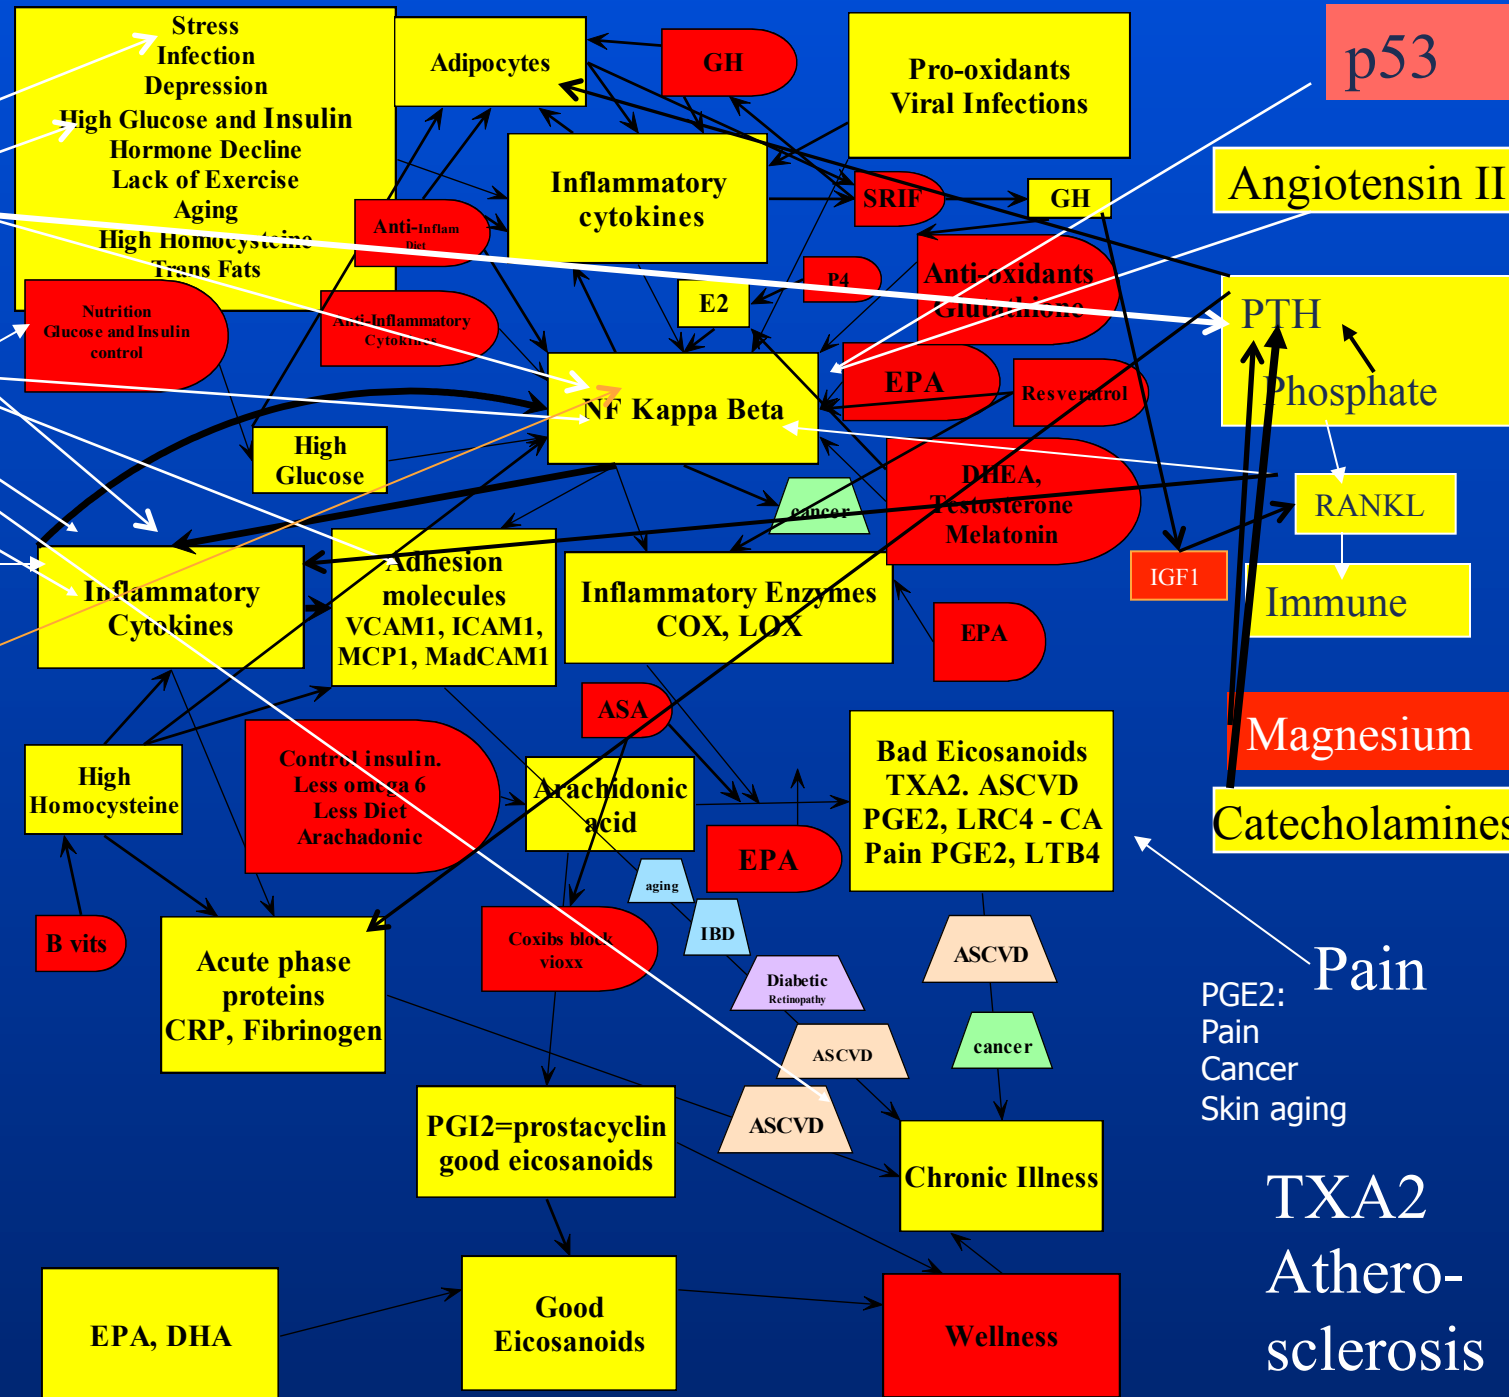 Stress
Infection
Depression
High Glucose and Insulin
Hormone Decline
Lack of Exercise
Aging
High Homocysteine
Trans Fats
Adipocytes
GH
Pro-oxidants
Viral Infections
p53
Inflammatory
cytokines
SRIF
GH
Angiotensin II
Anti-Inflam
Diet
Nutrition
Glucose and Insulin
control
Anti-Inflammatory
Cytokines
E2
P4
Anti-oxidants
Glutathione
PTH
Phosphate
NF Kappa Beta
EPA
Resveratrol
High
Glucose
cancer
DHEA,
Testosterone
Melatonin
RANKL
IGF1
Immune
Inflammatory
Cytokines
Adhesion
molecules
VCAM1, ICAM1,
MCP1, MadCAM1
Inflammatory Enzymes
COX, LOX
EPA
ASA
Magnesium
High
Homocysteine
Control insulin.
Less omega 6
Less Diet
Arachadonic
Arachidonic
acid
Bad Eicosanoids
TXA2. ASCVD
PGE2, LRC4 - CA
Pain PGE2, LTB4
Catecholamines
EPA
aging
IBD
B vits
Acute phase
proteins
CRP, Fibrinogen
Coxibs block
vioxx
Diabetic
Retinopathy
ASCVD
ASCVD
ASCVD
cancer
Pain
PGE2:
Pain
Cancer
Skin aging
PGI2=prostacyclin
good eicosanoids
Chronic Illness
TXA2
Athero-
sclerosis
EPA, DHA
Good
Eicosanoids
Wellness